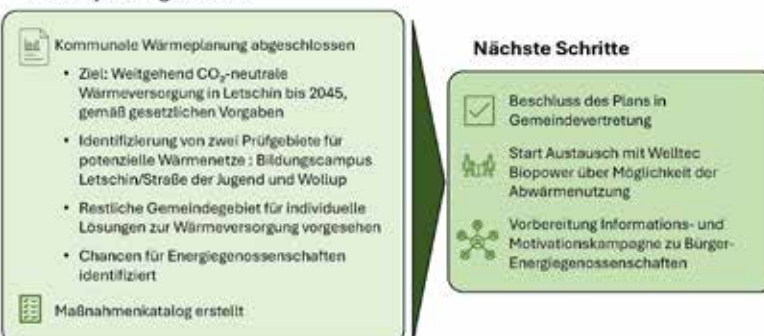 Kommunale Wärmeplanung abgeschlossen
• Ziel: Weitgehend CO₂-neutrale
Wärmeversorgung in Letschin bis 2045,
gemäß gesetzlichen Vorgaben
• Identifizierung von zwei Prüfgebiete für
potenzielle Wärmenetze : Bildungscampus
Letschin/Straße der Jugend und Wollup
• Restliche Gemeindegebiet für individuelle
Lösungen zur Wärmeversorgung vorgesehen
• Chancen für Energiegenossenschaften
identifiziert
Maßnahmenkatalog erstellt
Nächste Schritte
Beschluss des Plans in
Gemeindevertretung
Start Austausch mit Welltec
Biopower über Möglichkeit der
Abwärmenutzung
Vorbereitung Informations- und
Motivationskampagne zu Bürger-
Energiegenossenschaften